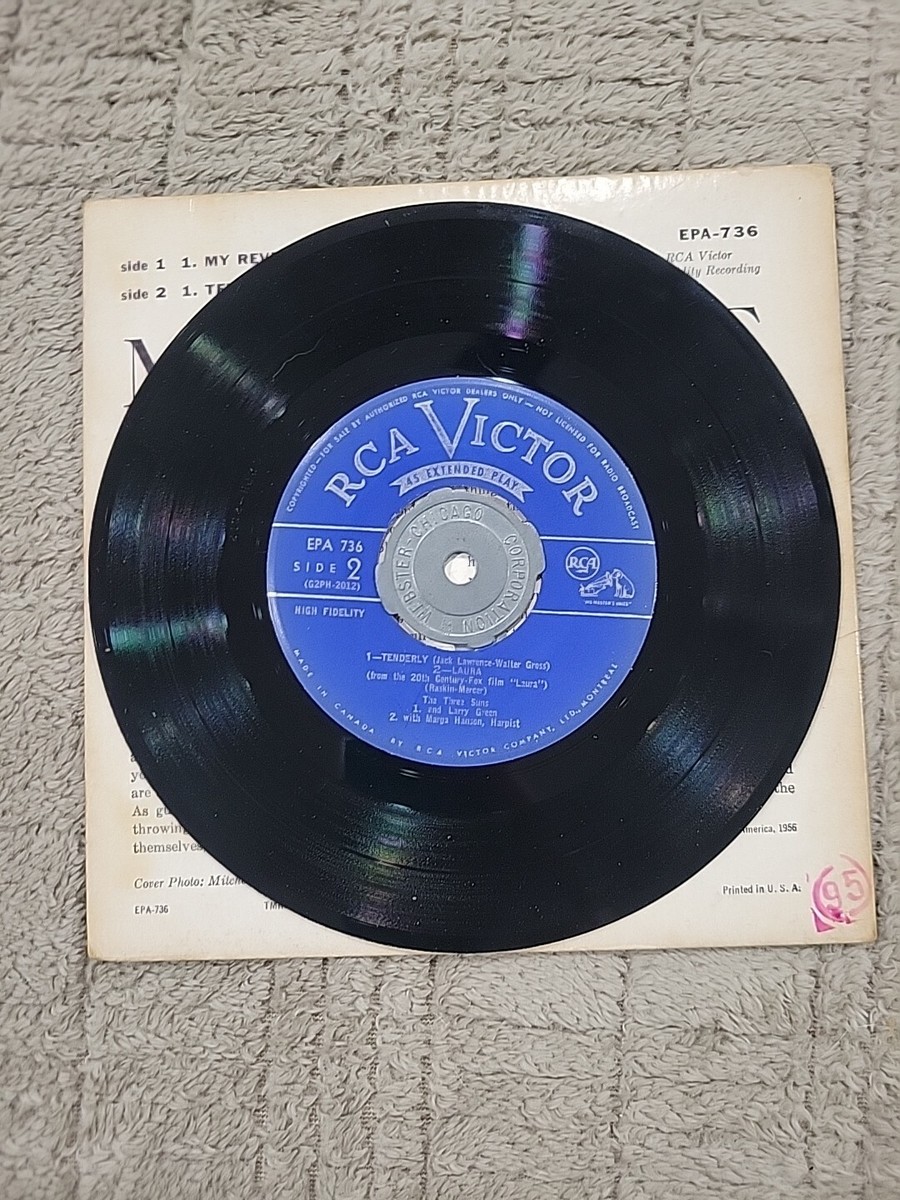 EPA-736
side 1 1. MY
RCA Victor
Recording
side 2 1.
COPYRIGHTED—FOR SALE BY AUTHORIZED RCA VICTOR DEALERS ONLY — NOT LICENSED FOR RADIO BROADCAST
RCA VICTOR
45 EXTENDED PLAY
WEBSTER-CHICAGO CORPORATION
EPA 736
SIDE 2
(G2PH-2012)
RCA
"HIS MASTER'S VOICE"
HIGH FIDELITY
1—TENDERLY (Jack Lawrence-Walter Gross)
2—LAURA
(from the 20th Century-Fox film "Laura")
(Raskin-Mercer)
The Three Suns
1. and Larry Green
2. with Marga Hansen, Harpist
MADE IN CANADA BY RCA VICTOR COMPANY, LTD., MONTREAL
are
the
As
throwing
America, 1956
themselves
Cover Photo:
Printed in U. S. A.
95
EPA-736